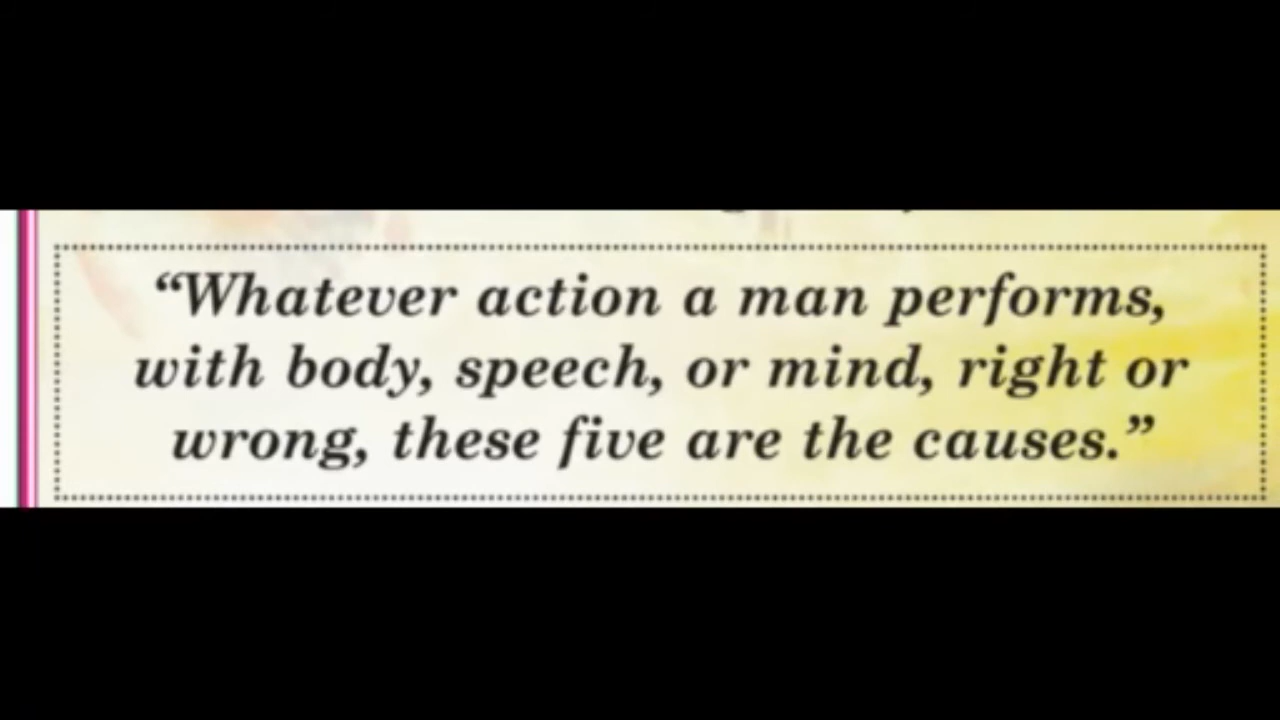 “Whatever action a man performs,
with body, speech, or mind, right or
wrong, these five are the causes.”